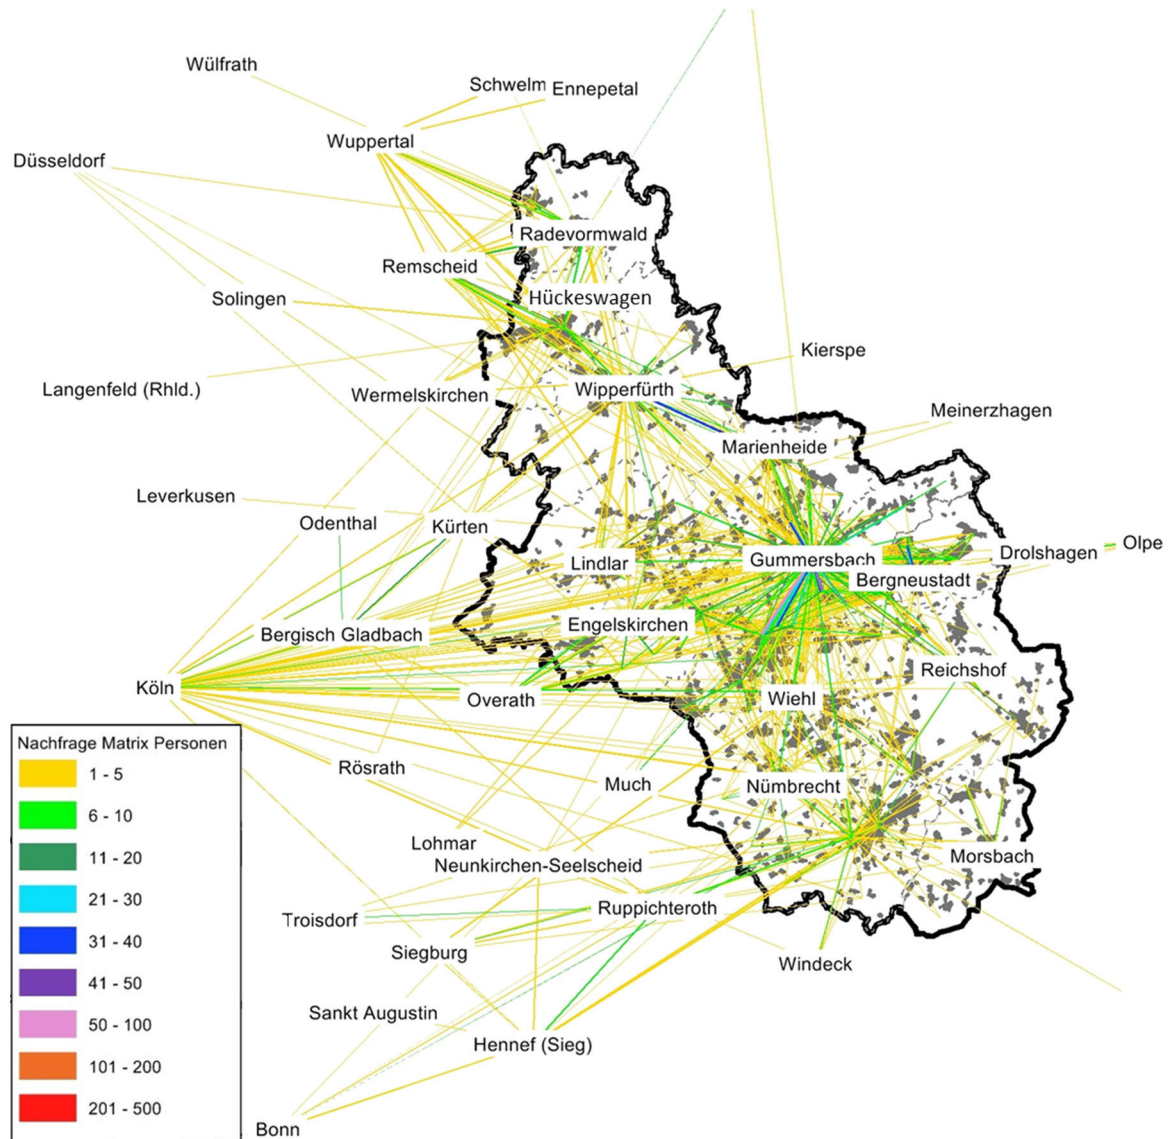 Wülfrath
Schwelm
Ennepetal
Wuppertal
Düsseldorf
Radevormwald
Remscheid
Hückeswagen
Solingen
Kierspe
Langenfeld (Rhld.)
Wermelskirchen
Wipperfürth
Meinerzhagen
Marienheide
Leverkusen
Odenthal
Kürten
Olpe
Drolshagen
Lindlar
Gummersbach
Bergneustadt
Bergisch Gladbach
Engelskirchen
Reichshof
Köln
Overath
Wiehl
Rösrath
Much
Nümbrecht
Lohmar
Neunkirchen-Seelscheid
Morsbach
Troisdorf
Ruppichteroth
Siegburg
Windeck
Sankt Augustin
Hennef (Sieg)
Bonn
Nachfrage Matrix Personen
1 - 5
6 - 10
11 - 20
21 - 30
31 - 40
41 - 50
50 - 100
101 - 200
201 - 500